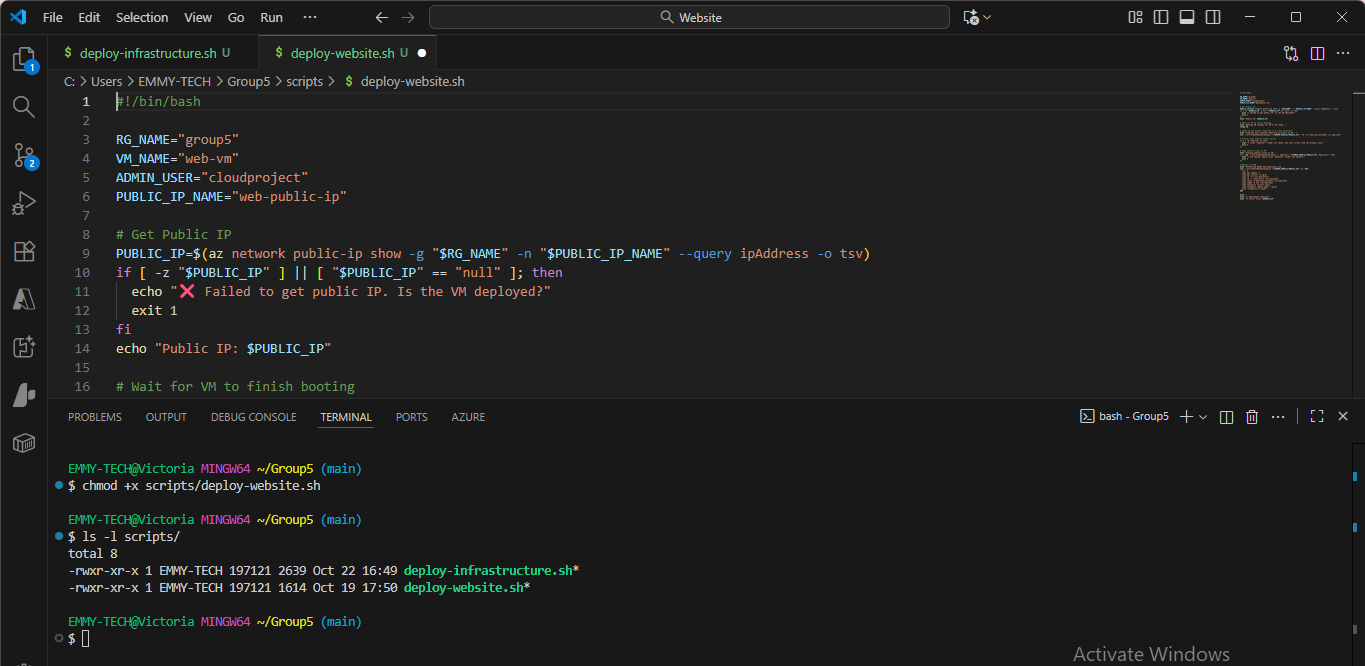 File Edit Selection View Go Run ··· Website
$ deploy-infrastructure.sh U $ deploy-website.sh U
C: > Users > EMMY-TECH > Group5 > scripts > $ deploy-website.sh
1 #!/bin/bash
2
3 RG_NAME="group5"
4 VM_NAME="web-vm"
5 ADMIN_USER="cloudproject"
6 PUBLIC_IP_NAME="web-public-ip"
7
8 # Get Public IP
9 PUBLIC_IP=$(az network public-ip show -g "$RG_NAME" -n "$PUBLIC_IP_NAME" --query ipAddress -o tsv)
10 if [ -z "$PUBLIC_IP" ] || [ "$PUBLIC_IP" == "null" ]; then
11 echo "❌ Failed to get public IP. Is the VM deployed?"
12 exit 1
13 fi
14 echo "Public IP: $PUBLIC_IP"
15
16 # Wait for VM to finish booting
1
2
PROBLEMS OUTPUT DEBUG CONSOLE TERMINAL PORTS AZURE bash - Group5
EMMY-TECH@Victoria MINGW64 ~/Group5 (main)
$ chmod +x scripts/deploy-website.sh
EMMY-TECH@Victoria MINGW64 ~/Group5 (main)
$ ls -l scripts/
total 8
-rwxr-xr-x 1 EMMY-TECH 197121 2639 Oct 22 16:49 deploy-infrastructure.sh*
-rwxr-xr-x 1 EMMY-TECH 197121 1614 Oct 19 17:50 deploy-website.sh*
EMMY-TECH@Victoria MINGW64 ~/Group5 (main)
$
Activate Windows